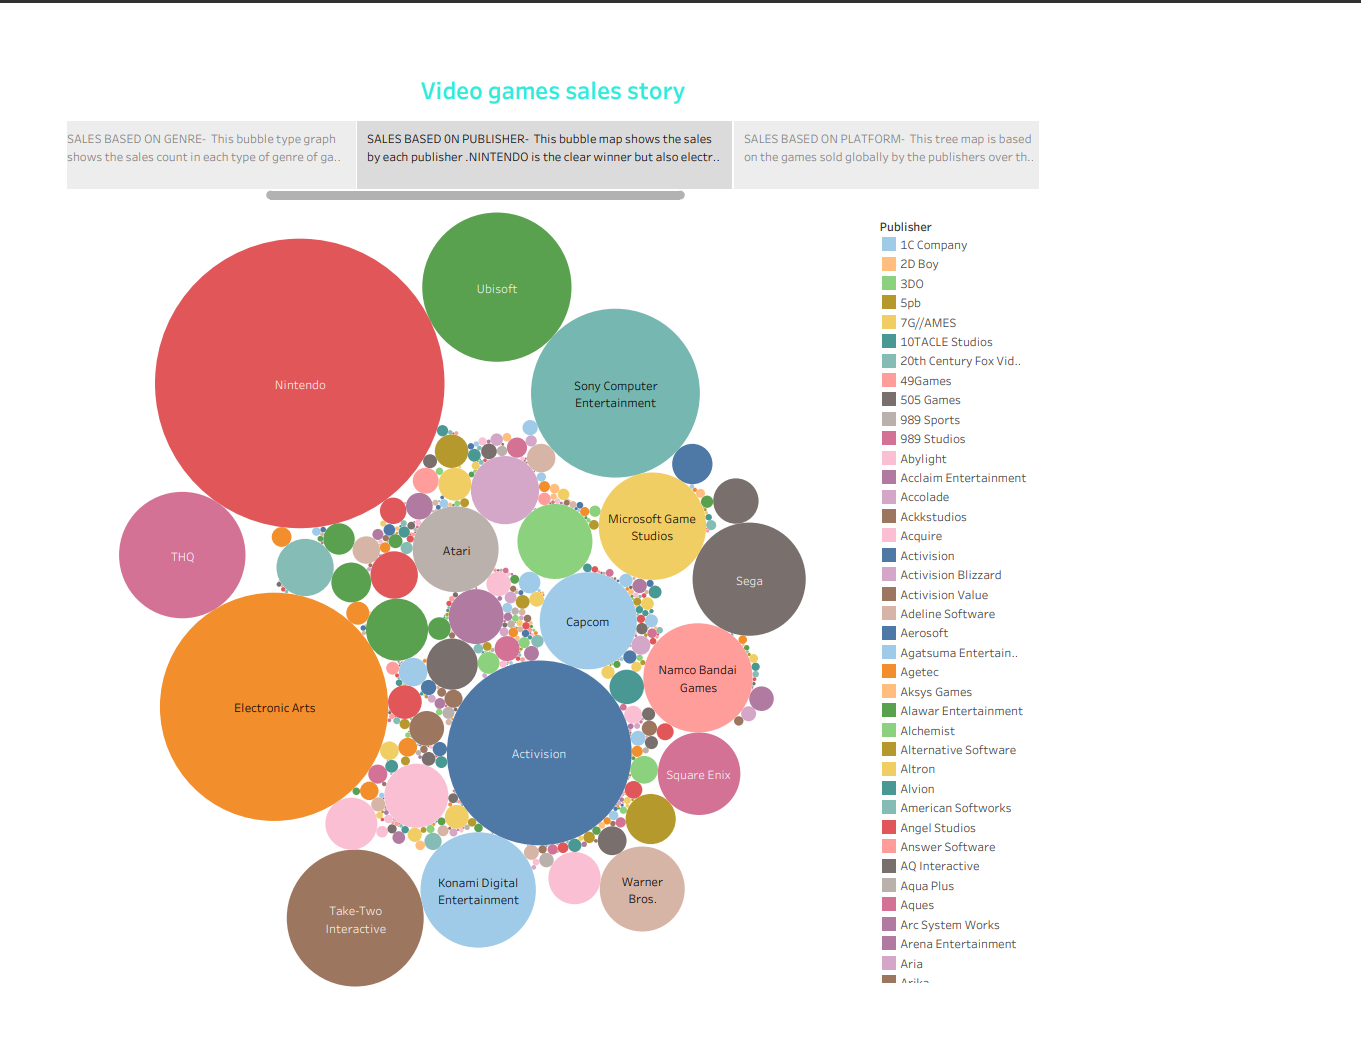 Video games sales story
SALES BASED ON GENRE- This bubble type graph
shows the sales count in each type of genre of ga..
SALES BASED 0N PUBLISHER- This bubble map shows the sales
by each publisher .NINTENDO is the clear winner but also electr..
SALES BASED ON PLATFORM- This tree map is based
on the games sold globally by the publishers over th..
Ubisoft
Nintendo
Sony Computer
Entertainment
Microsoft Game
Studios
THQ
Atari
Sega
Capcom
Namco Bandai
Games
Electronic Arts
Activision
Square Enix
Konami Digital
Entertainment
Warner
Bros.
Take-Two
Interactive
Publisher
1C Company
2D Boy
3DO
5pb
7G//AMES
10TACLE Studios
20th Century Fox Vid..
49Games
505 Games
989 Sports
989 Studios
Abylight
Acclaim Entertainment
Accolade
Ackkstudios
Acquire
Activision
Activision Blizzard
Activision Value
Adeline Software
Aerosoft
Agatsuma Entertain..
Agetec
Aksys Games
Alawar Entertainment
Alchemist
Alternative Software
Altron
Alvion
American Softworks
Angel Studios
Answer Software
AQ Interactive
Aqua Plus
Aques
Arc System Works
Arena Entertainment
Aria
Arika